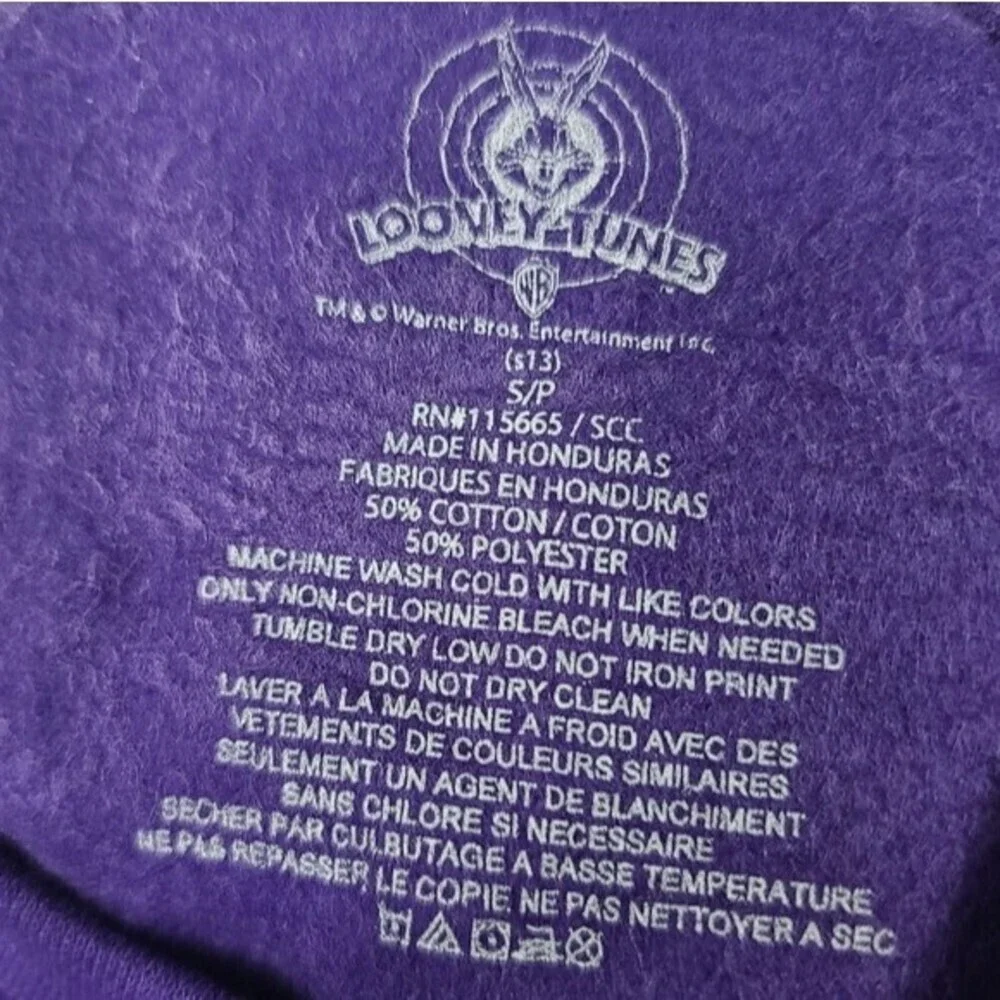 LOONEY TUNES
WB
TM & © Warner Bros. Entertainment Inc.
(s13)
S/P
RN#115665 / SCC
MADE IN HONDURAS
FABRIQUES EN HONDURAS
50% COTTON / COTON
50% POLYESTER
MACHINE WASH COLD WITH LIKE COLORS
ONLY NON-CHLORINE BLEACH WHEN NEEDED
TUMBLE DRY LOW DO NOT IRON PRINT
DO NOT DRY CLEAN
LAVER A LA MACHINE A FROID AVEC DES
VETEMENTS DE COULEURS SIMILAIRES
SEULEMENT UN AGENT DE BLANCHIMENT
SANS CHLORE SI NECESSAIRE
SECHER PAR CULBUTAGE A BASSE TEMPERATURE
NE PAS REPASSER LE COPIE NE PAS NETTOYER A SEC